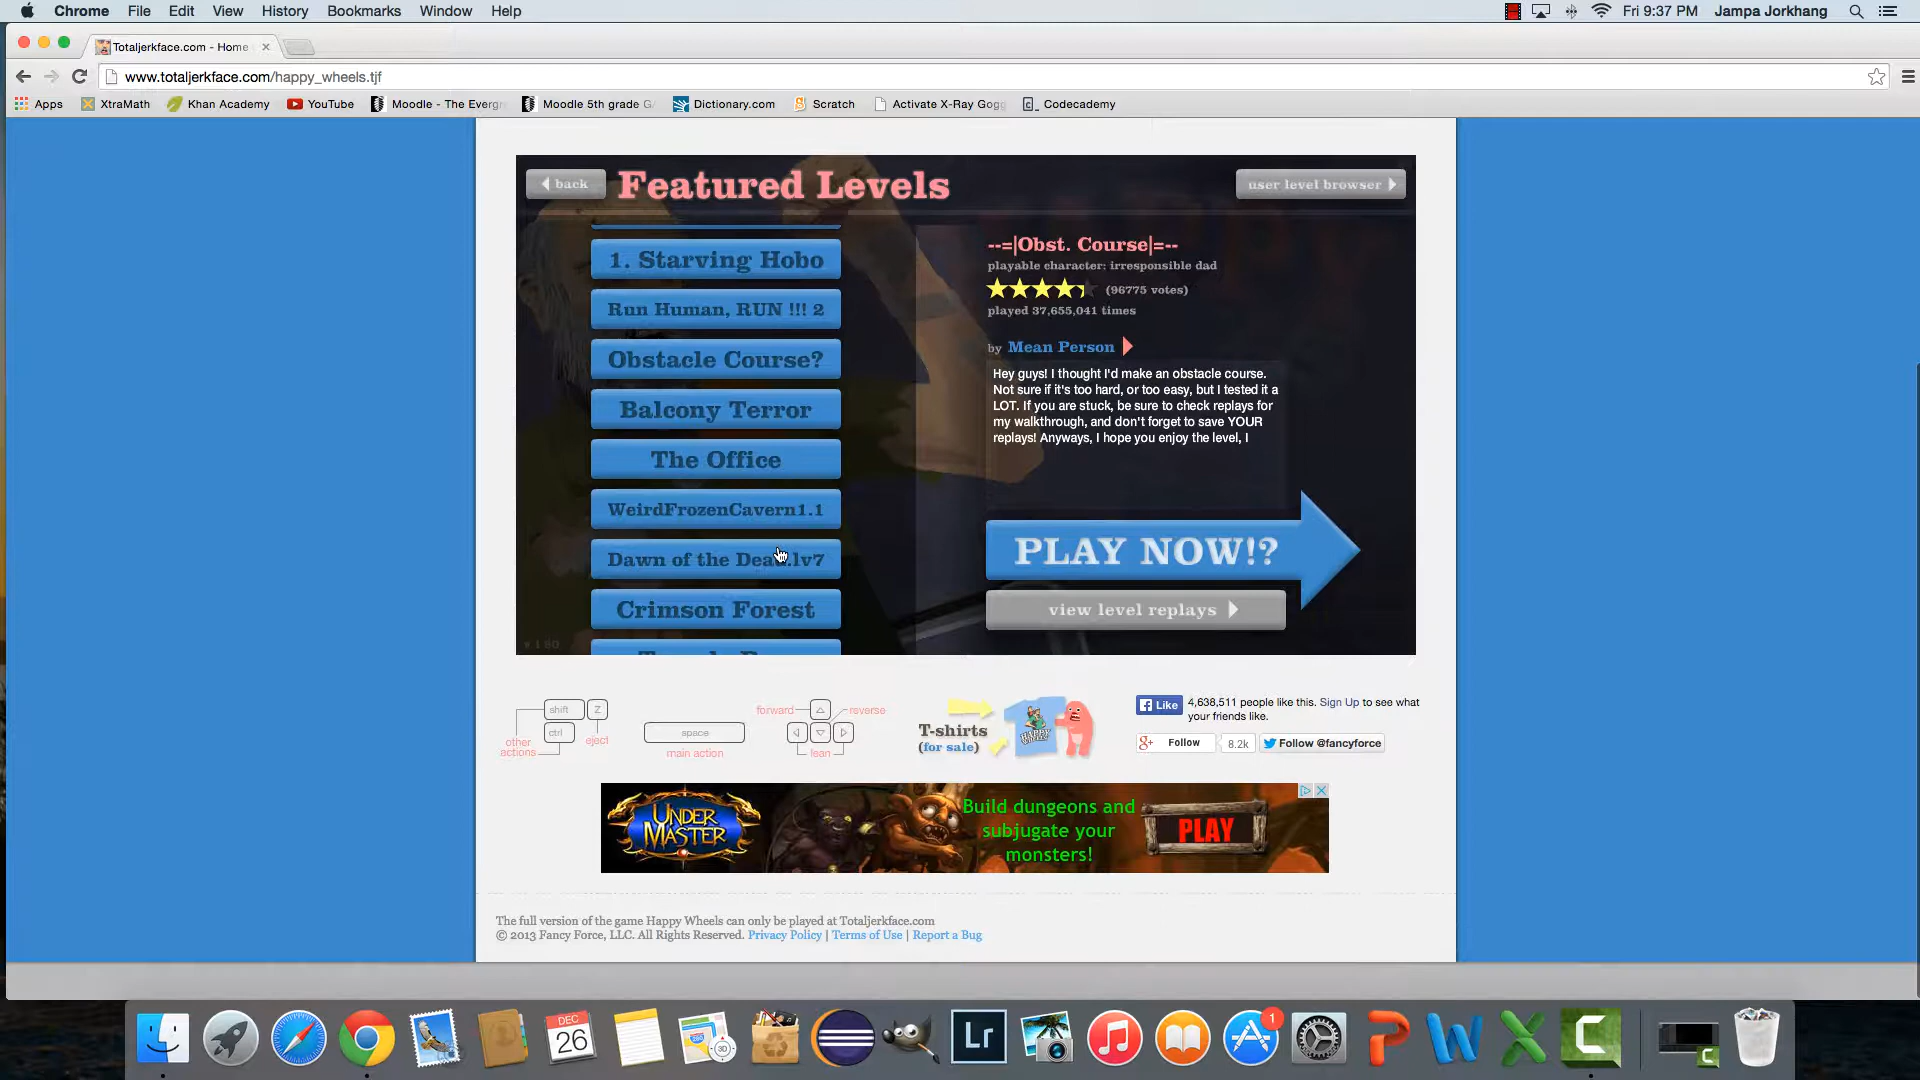 Chrome File Edit View History Bookmarks Window Help Fri 9:37 PM Jampa Jorkhang
Totaljerkface.com - Home
www.totaljerkface.com/happy_wheels.tjf
Apps XtraMath Khan Academy YouTube Moodle - The Evergr Moodle 5th grade G Dictionary.com Scratch Activate X-Ray Gogg Codecademy
back Featured Levels user level browser
1. Starving Hobo
Run Human, RUN !!! 2
Obstacle Course?
Balcony Terror
The Office
WeirdFrozenCavern1.1
Dawn of the Dead.lv7
Crimson Forest
--=|Obst. Course|=--
playable character: irresponsible dad
(96775 votes)
played 37,655,041 times
by Mean Person
Hey guys! I thought I'd make an obstacle course.
Not sure if it's too hard, or too easy, but I tested it a
LOT. If you are stuck, be sure to check replays for
my walkthrough, and don't forget to save YOUR
replays! Anyways, I hope you enjoy the level, I
PLAY NOW!?
view level replays
v.1.80
shift Z
ctrl
other
actions
eject
space
main action
forward reverse
lean
T-shirts
(for sale)
HAPPY WHEELS
Like 4,638,511 people like this. Sign Up to see what
your friends like.
g+ Follow 8.2k Follow @fancyforce
UNDER
MASTER
Build dungeons and
subjugate your
monsters!
PLAY
The full version of the game Happy Wheels can only be played at Totaljerkface.com
© 2013 Fancy Force, LLC. All Rights Reserved. Privacy Policy | Terms of Use | Report a Bug
DEC
26
280
3D
Lr
1
P W X C
C